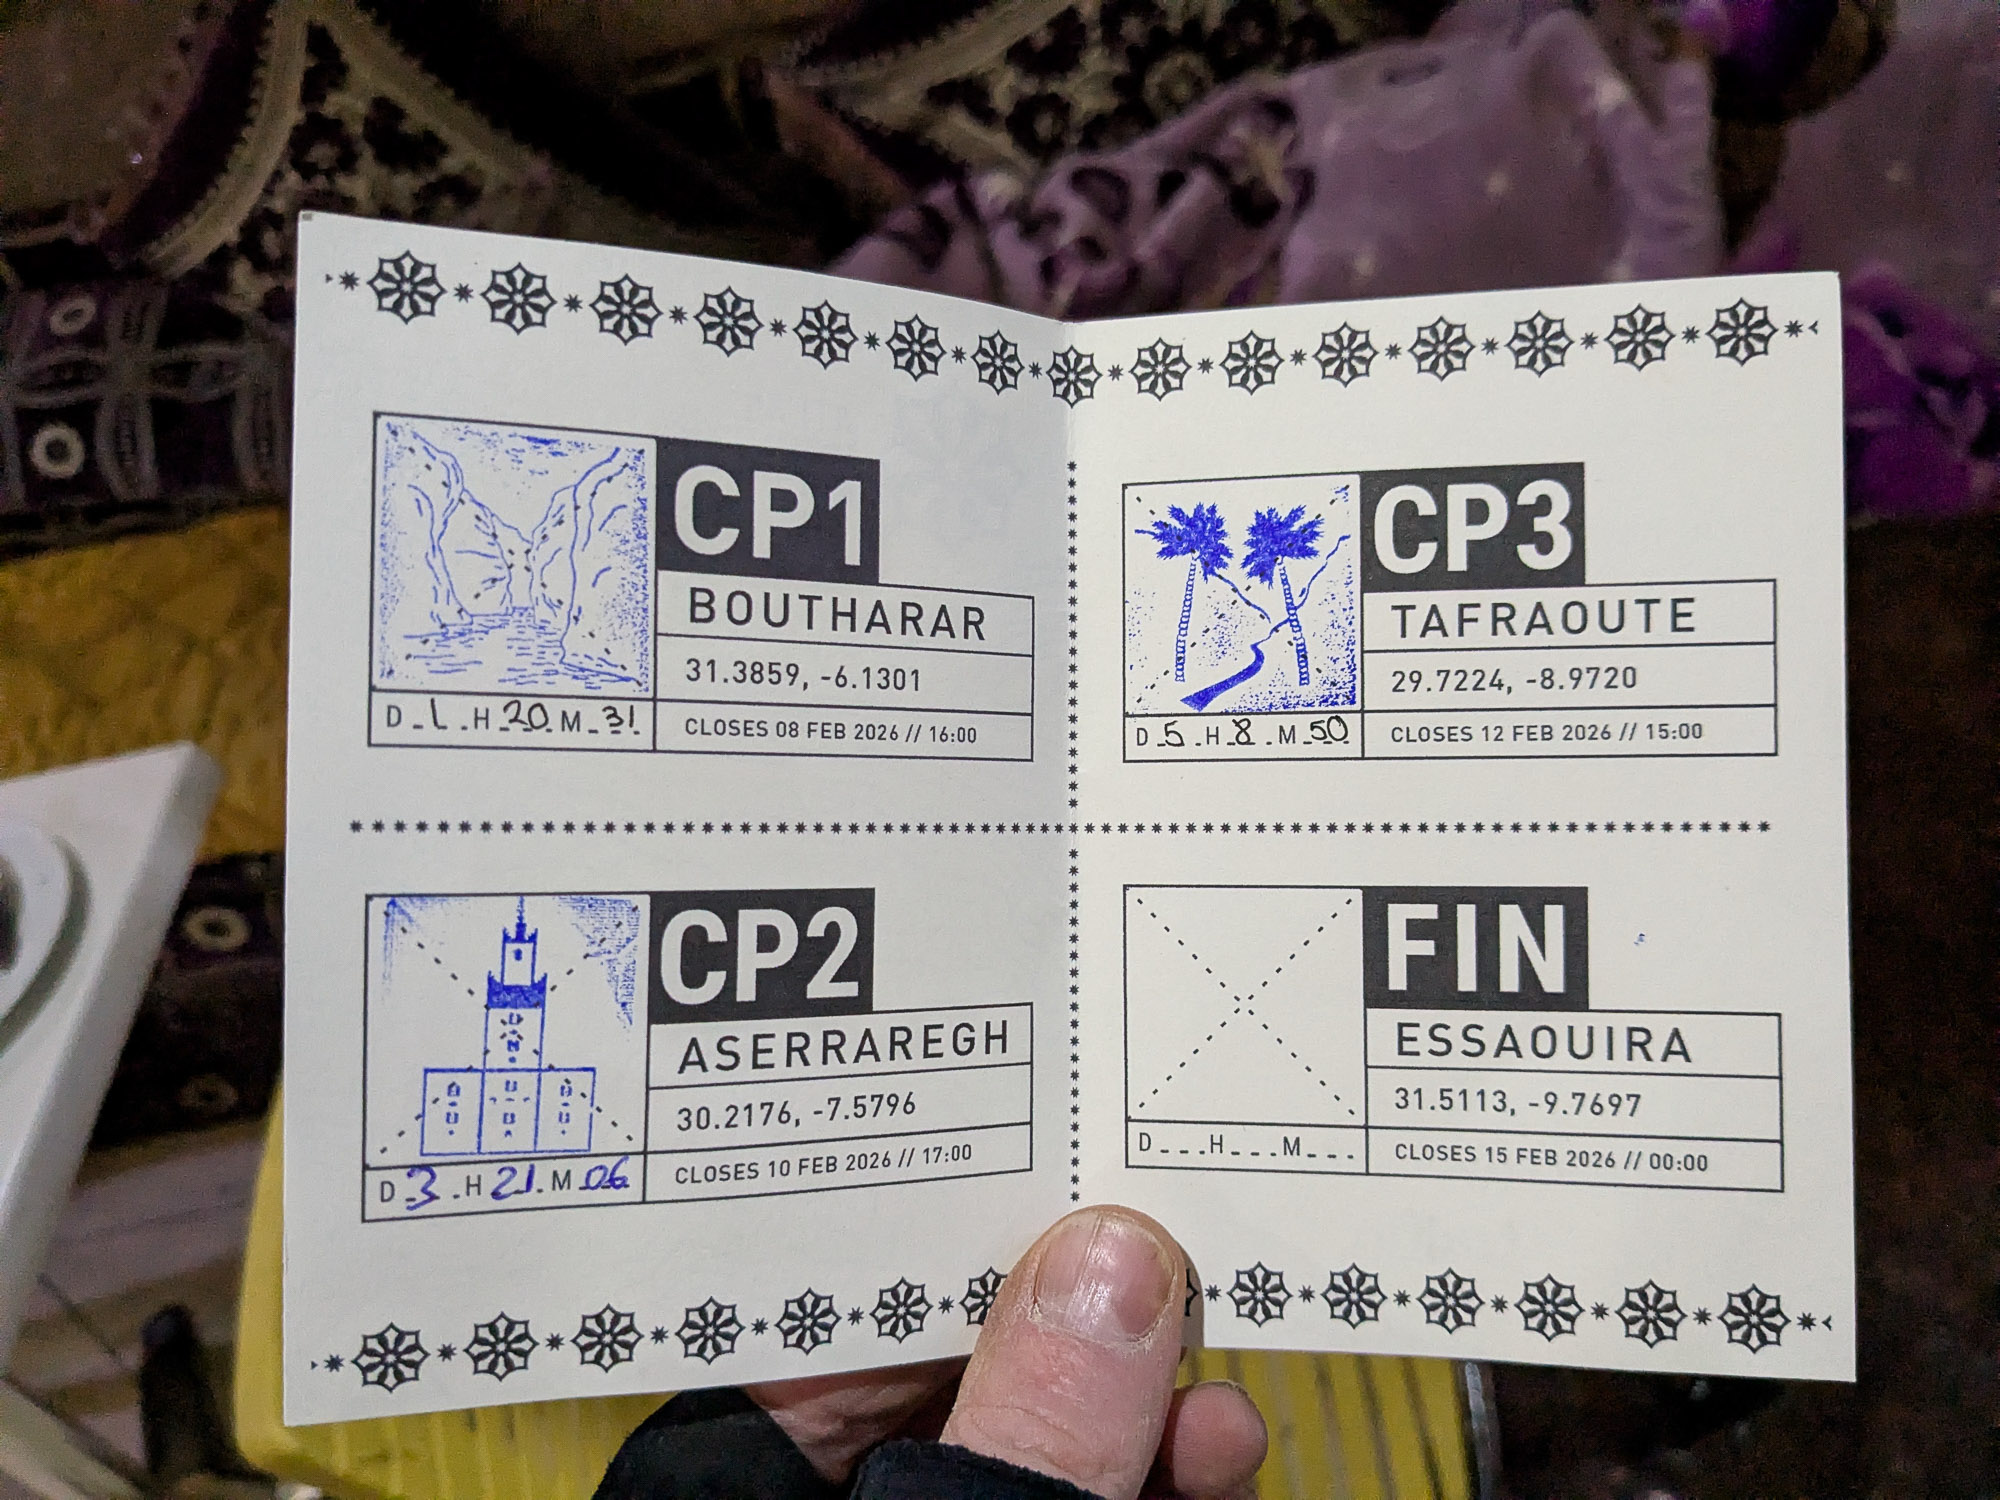 CP1
BOUTHARAR
31.3859, -6.1301
D 1 H 20 M 31
CLOSES 08 FEB 2026 // 16:00
CP2
ASERRAREGH
30.2176, -7.5796
D 3 H 21 M 06
CLOSES 10 FEB 2026 // 17:00
CP3
TAFRAOUTE
29.7224, -8.9720
D 5 H 8 M 50
CLOSES 12 FEB 2026 // 15:00
FIN
ESSAOUIRA
31.5113, -9.7697
D H M
CLOSES 15 FEB 2026 // 00:00